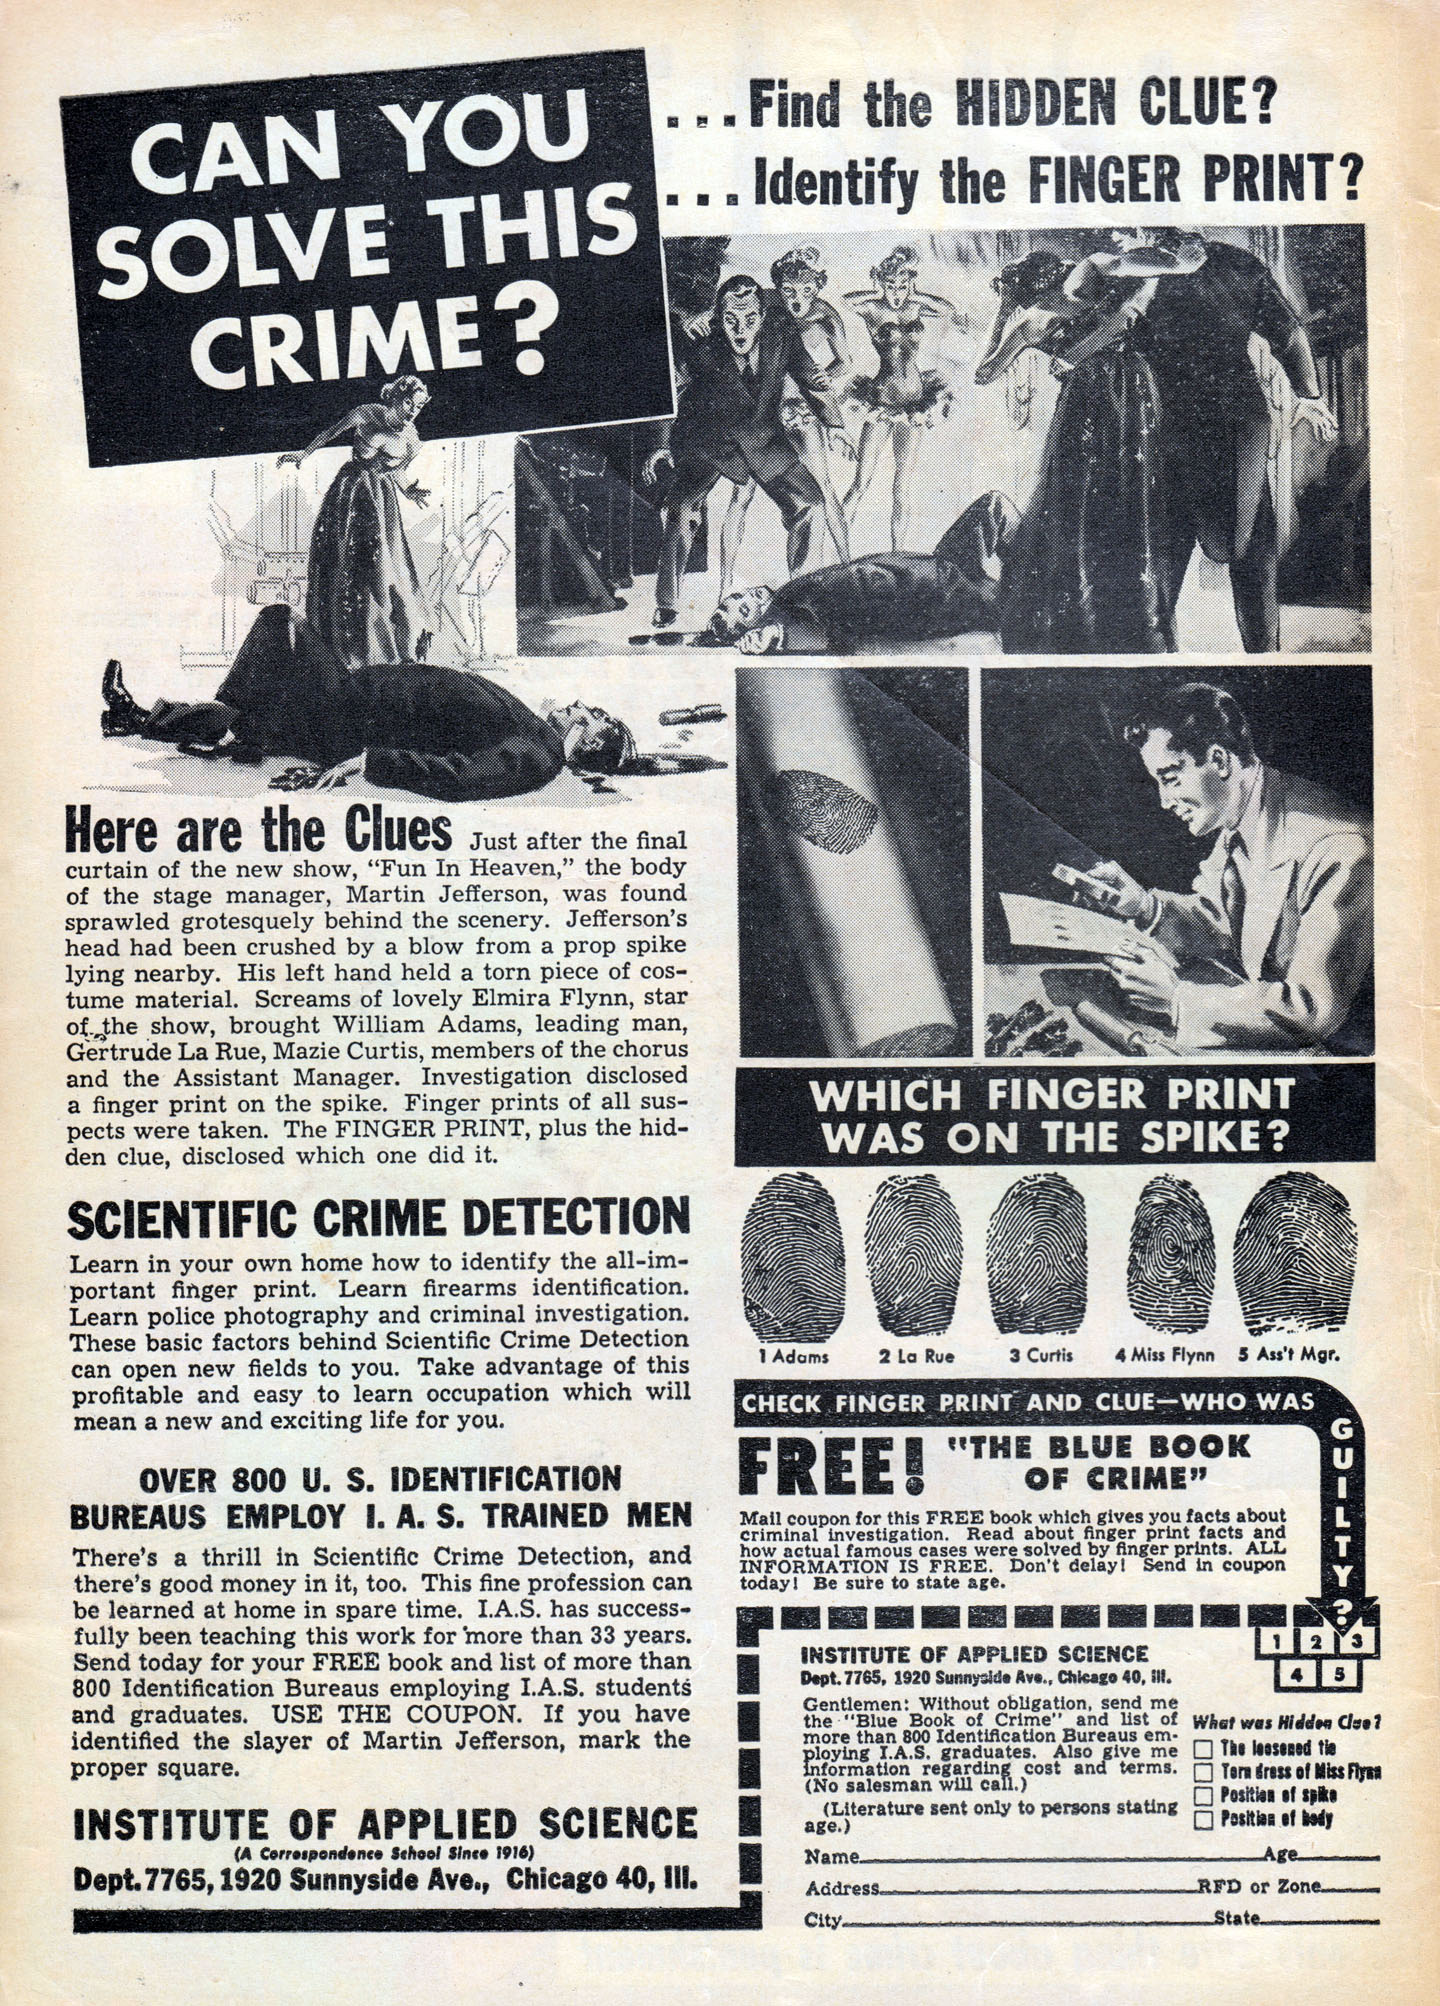 CAN YOU
SOLVE THIS
CRIME?
...Find the HIDDEN CLUE?
...Identify the FINGER PRINT?
Here are the Clues Just after the final
curtain of the new show, "Fun In Heaven," the body
of the stage manager, Martin Jefferson, was found
sprawled grotesquely behind the scenery. Jefferson's
head had been crushed by a blow from a prop spike
lying nearby. His left hand held a torn piece of cos-
tume material. Screams of lovely Elmira Flynn, star
of the show, brought William Adams, leading man,
Gertrude La Rue, Mazie Curtis, members of the chorus
and the Assistant Manager. Investigation disclosed
a finger print on the spike. Finger prints of all sus-
pects were taken. The FINGER PRINT, plus the hid-
den clue, disclosed which one did it.
SCIENTIFIC CRIME DETECTION
Learn in your own home how to identify the all-im-
portant finger print. Learn firearms identification.
Learn police photography and criminal investigation.
These basic factors behind Scientific Crime Detection
can open new fields to you. Take advantage of this
profitable and easy to learn occupation which will
mean a new and exciting life for you.
OVER 800 U. S. IDENTIFICATION
BUREAUS EMPLOY I. A. S. TRAINED MEN
There's a thrill in Scientific Crime Detection, and
there's good money in it, too. This fine profession can
be learned at home in spare time. I.A.S. has success-
fully been teaching this work for more than 33 years.
Send today for your FREE book and list of more than
800 Identification Bureaus employing I.A.S. students
and graduates. USE THE COUPON. If you have
identified the slayer of Martin Jefferson, mark the
proper square.
INSTITUTE OF APPLIED SCIENCE
(A Correspondence School Since 1916)
Dept. 7765, 1920 Sunnyside Ave., Chicago 40, Ill.
WHICH FINGER PRINT
WAS ON THE SPIKE?
1 Adams 2 La Rue 3 Curtis 4 Miss Flynn 5 Ass't Mgr.
CHECK FINGER PRINT AND CLUE—WHO WAS
GUILTY?
FREE! "THE BLUE BOOK
OF CRIME"
Mail coupon for this FREE book which gives you facts about
criminal investigation. Read about finger print facts and
how actual famous cases were solved by finger prints. ALL
INFORMATION IS FREE. Don't delay! Send in coupon
today! Be sure to state age.
1 2 3
4 5
INSTITUTE OF APPLIED SCIENCE
Dept. 7765, 1920 Sunnyside Ave., Chicago 40, Ill.
Gentlemen: Without obligation, send me
the "Blue Book of Crime" and list of
more than 800 Identification Bureaus em-
ploying I.A.S. graduates. Also give me
information regarding cost and terms.
(No salesman will call.)
(Literature sent only to persons stating
age.)
What was Hidden Clue?
The loosened tie
Torn dress of Miss Flynn
Position of spike
Position of body
Name Age
Address RFD or Zone
City State